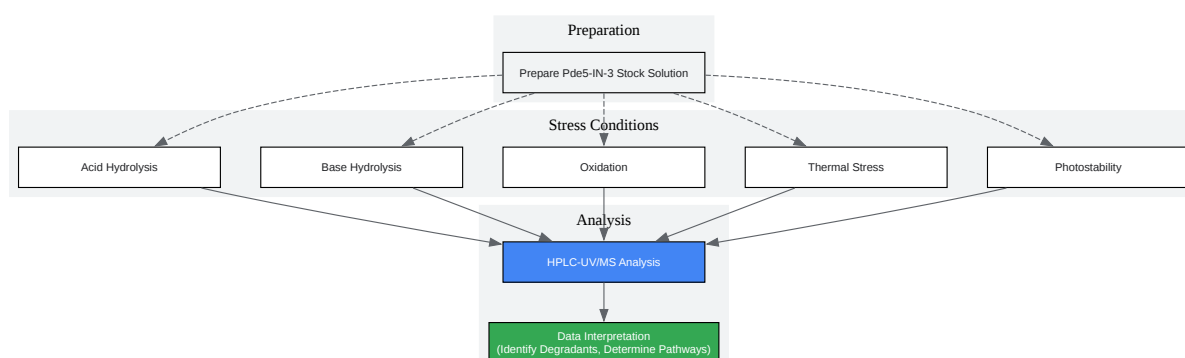 Preparation
Prepare Pde5-IN-3 Stock Solution
Stress Conditions
Acid Hydrolysis
Base Hydrolysis
Oxidation
Thermal Stress
Photostability
Analysis
HPLC-UV/MS Analysis
Data Interpretation
(Identify Degradants, Determine Pathways)